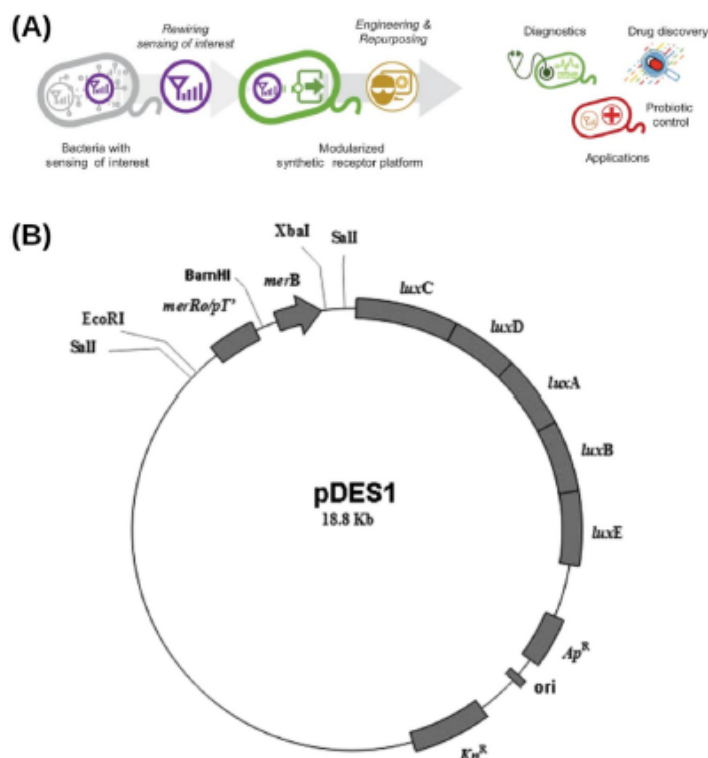 (A)
Rewiring
sensing of interest
Engineering &
Repurposing
Bacteria with
sensing of interest
Modularized
synthetic receptor platform
Diagnostics
Drug discovery
Probiotic
control
Applications
(B)
XbaI
SalI
BamHI
merB
merRo/pT'
EcoRI
SalI
luxC
luxD
luxA
luxB
luxE
pDES1
18.8 Kb
Ap^R
ori